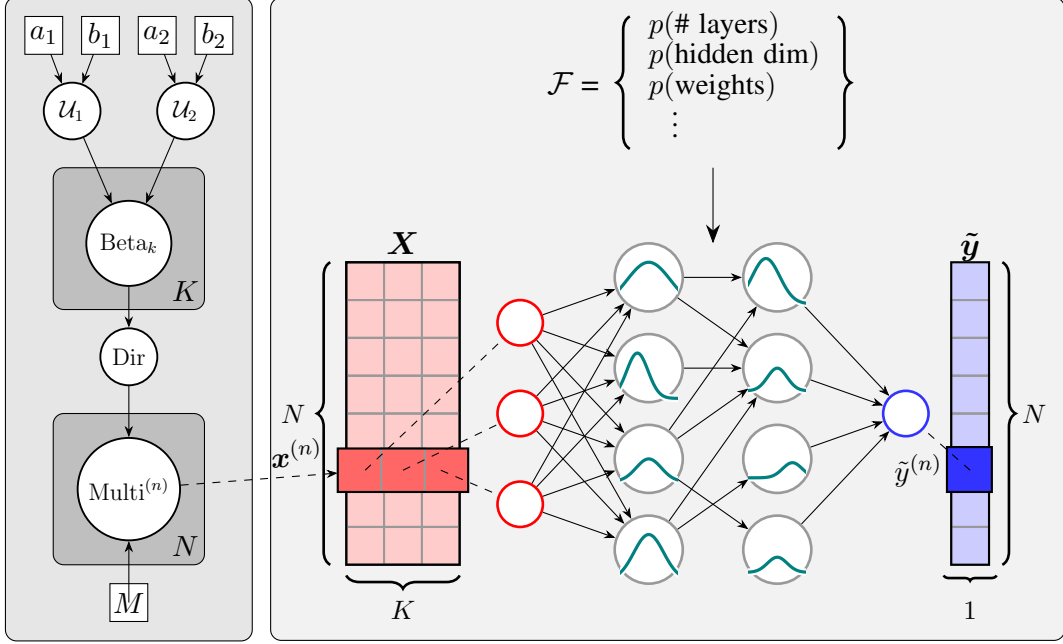 a₁ b₁ a₂ b₂
𝒰₁ 𝒰₂
Betaₖ
K
Dir
Multi⁽ⁿ⁾
N
M
ℱ = { p(# layers)
p(hidden dim)
p(weights)
⋮ }
X
N
x⁽ⁿ⁾
K
ỹ
N
ỹ⁽ⁿ⁾
1